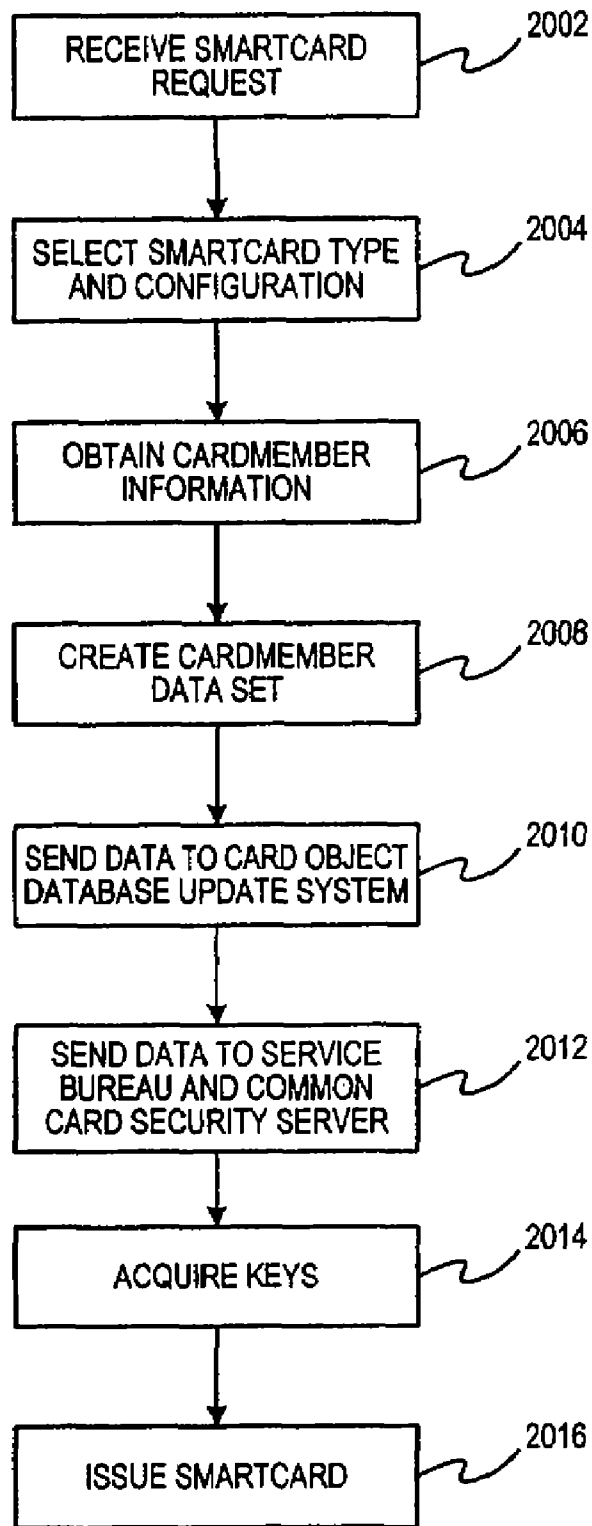 RECEIVE SMARTCARD
REQUEST
2002
SELECT SMARTCARD TYPE
AND CONFIGURATION
2004
OBTAIN CARDMEMBER
INFORMATION
2006
CREATE CARDMEMBER
DATA SET
2008
SEND DATA TO CARD OBJECT
DATABASE UPDATE SYSTEM
2010
SEND DATA TO SERVICE
BUREAU AND COMMON
CARD SECURITY SERVER
2012
ACQUIRE KEYS
2014
ISSUE SMARTCARD
2016